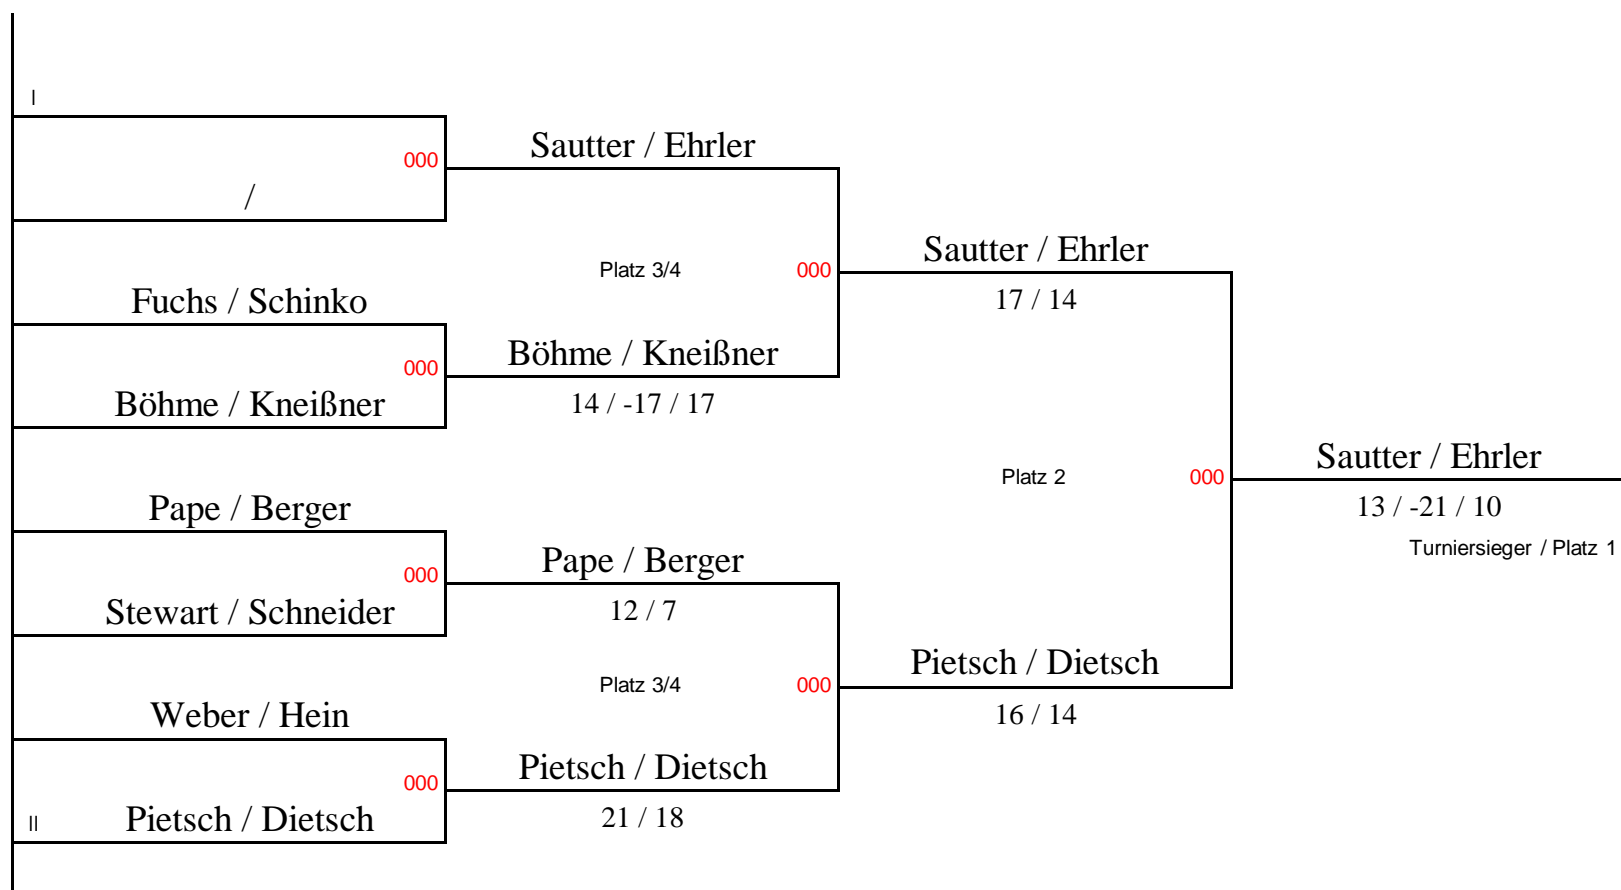 I
000
Sautter / Ehrler
/
Sautter / Ehrler
Platz 3/4
000
Fuchs / Schinko
17 / 14
Böhme / Kneißner
000
Böhme / Kneißner
14 / -17 / 17
Sautter / Ehrler
Platz 2
000
Pape / Berger
13 / -21 / 10
Turniersieger / Platz 1
Pape / Berger
000
Stewart / Schneider
12 / 7
Pietsch / Dietsch
Platz 3/4
000
Weber / Hein
16 / 14
Pietsch / Dietsch
000
II
Pietsch / Dietsch
21 / 18